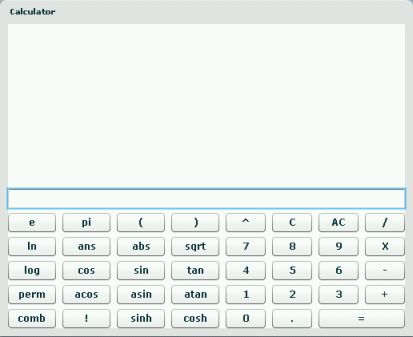 Calculator
e pi ( ) ^ C AC /
ln ans abs sqrt 7 8 9 X
log cos sin tan 4 5 6 -
perm acos asin atan 1 2 3 +
comb ! sinh cosh 0 . =